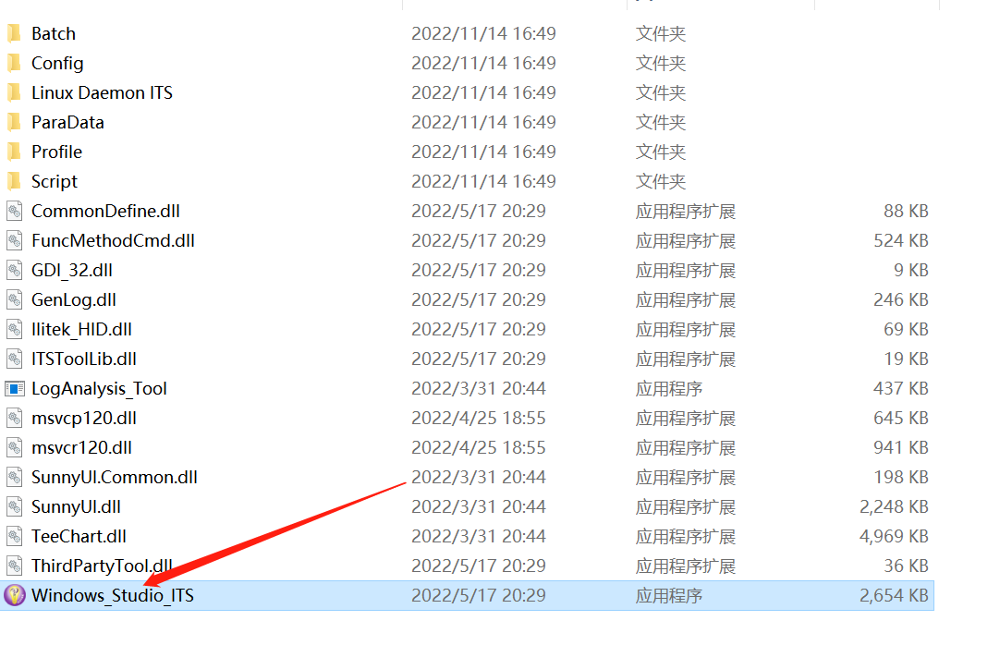 Batch 2022/11/14 16:49 文件夹
Config 2022/11/14 16:49 文件夹
Linux Daemon ITS 2022/11/14 16:49 文件夹
ParaData 2022/11/14 16:49 文件夹
Profile 2022/11/14 16:49 文件夹
Script 2022/11/14 16:49 文件夹
CommonDefine.dll 2022/5/17 20:29 应用程序扩展 88 KB
FuncMethodCmd.dll 2022/5/17 20:29 应用程序扩展 524 KB
GDI_32.dll 2022/5/17 20:29 应用程序扩展 9 KB
GenLog.dll 2022/5/17 20:29 应用程序扩展 246 KB
Ilitek_HID.dll 2022/5/17 20:29 应用程序扩展 69 KB
ITSToolLib.dll 2022/5/17 20:29 应用程序扩展 19 KB
LogAnalysis_Tool 2022/3/31 20:44 应用程序 437 KB
msvcp120.dll 2022/4/25 18:55 应用程序扩展 645 KB
msvcr120.dll 2022/4/25 18:55 应用程序扩展 941 KB
SunnyUI.Common.dll 2022/3/31 20:44 应用程序扩展 198 KB
SunnyUI.dll 2022/3/31 20:44 应用程序扩展 2,248 KB
TeeChart.dll 2022/3/31 20:44 应用程序扩展 4,969 KB
ThirdPartyTool.dll 2022/5/17 20:29 应用程序扩展 36 KB
Windows_Studio_ITS 2022/5/17 20:29 应用程序 2,654 KB